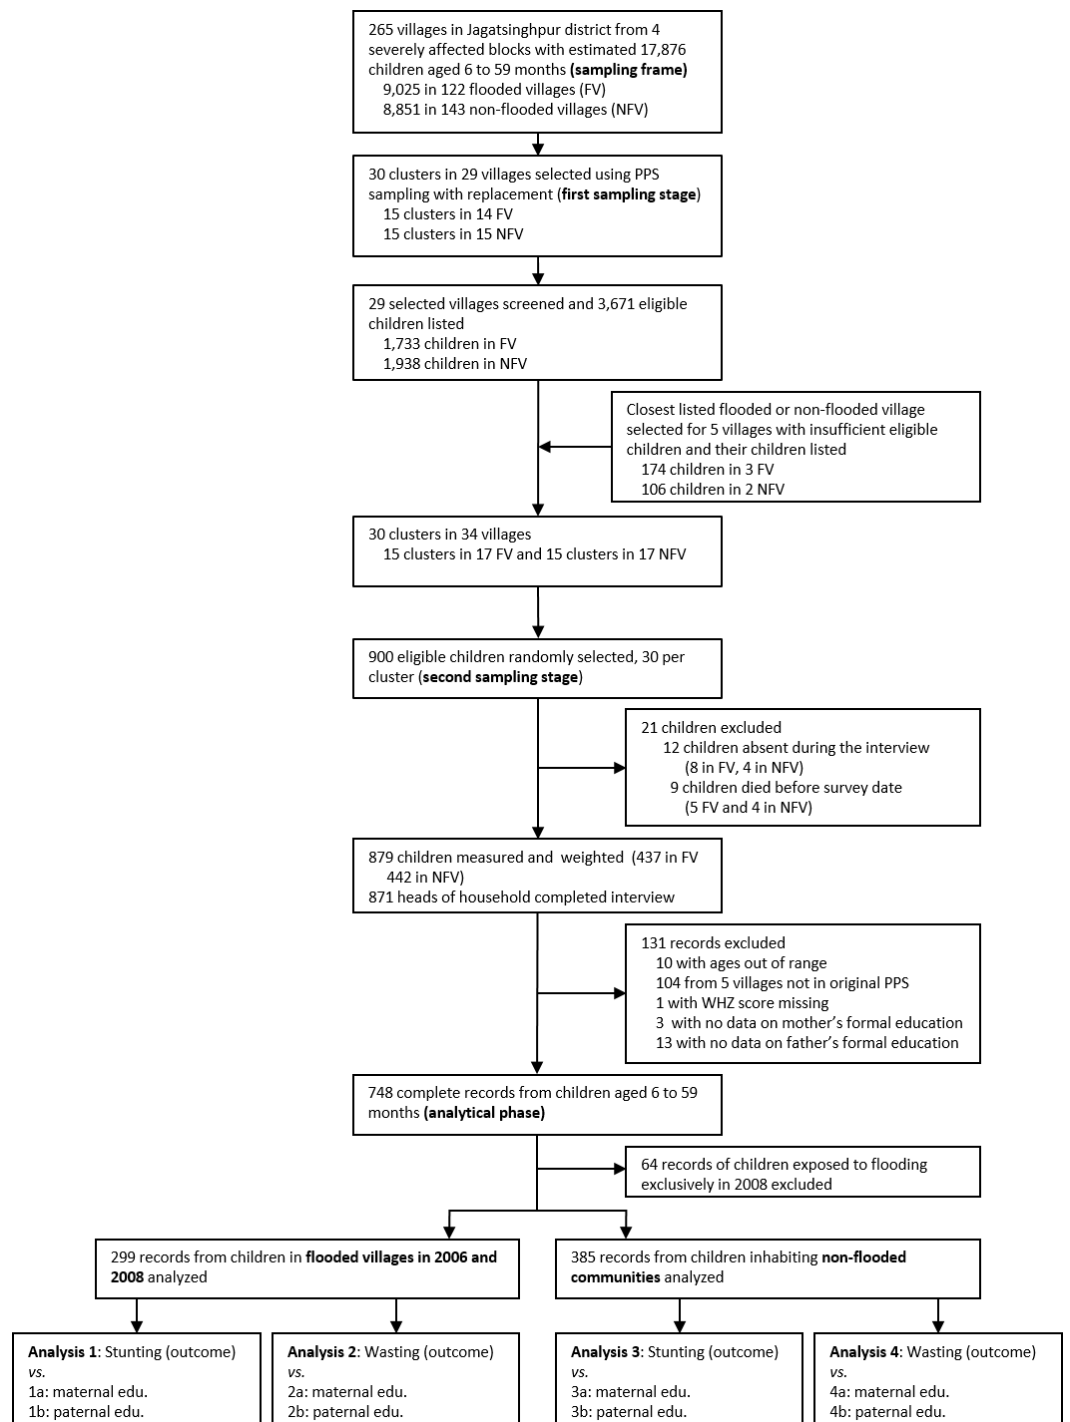 265 villages in Jagatsinghpur district from 4
severely affected blocks with estimated 17,876
children aged 6 to 59 months (sampling frame)
9,025 in 122 flooded villages (FV)
8,851 in 143 non-flooded villages (NFV)
30 clusters in 29 villages selected using PPS
sampling with replacement (first sampling stage)
15 clusters in 14 FV
15 clusters in 15 NFV
29 selected villages screened and 3,671 eligible
children listed
1,733 children in FV
1,938 children in NFV
Closest listed flooded or non-flooded village
selected for 5 villages with insufficient eligible
children and their children listed
174 children in 3 FV
106 children in 2 NFV
30 clusters in 34 villages
15 clusters in 17 FV and 15 clusters in 17 NFV
900 eligible children randomly selected, 30 per
cluster (second sampling stage)
21 children excluded
12 children absent during the interview
(8 in FV, 4 in NFV)
9 children died before survey date
(5 FV and 4 in NFV)
879 children measured and weighted (437 in FV
442 in NFV)
871 heads of household completed interview
131 records excluded
10 with ages out of range
104 from 5 villages not in original PPS
1 with WHZ score missing
3 with no data on mother’s formal education
13 with no data on father’s formal education
748 complete records from children aged 6 to 59
months (analytical phase)
64 records of children exposed to flooding
exclusively in 2008 excluded
299 records from children in flooded villages in 2006 and
2008 analyzed
385 records from children inhabiting non-flooded
communities analyzed
Analysis 1: Stunting (outcome)
vs.
1a: maternal edu.
1b: paternal edu.
Analysis 2: Wasting (outcome)
vs.
2a: maternal edu.
2b: paternal edu.
Analysis 3: Stunting (outcome)
vs.
3a: maternal edu.
3b: paternal edu.
Analysis 4: Wasting (outcome)
vs.
4a: maternal edu.
4b: paternal edu.